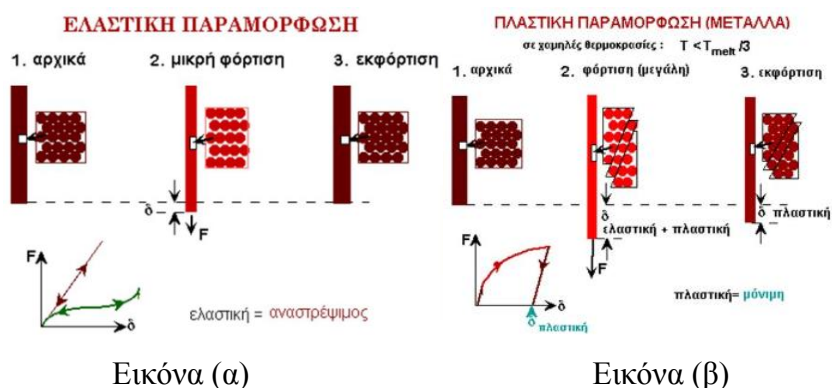 ΕΛΑΣΤΙΚΗ ΠΑΡΑΜΟΡΦΩΣΗ
1. αρχικά
2. μικρή φόρτιση
3. εκφόρτιση
δ
F
F
δ
ελαστική = αναστρέψιμος
Εικόνα (α)
ΠΛΑΣΤΙΚΗ ΠΑΡΑΜΟΡΦΩΣΗ (ΜΕΤΑΛΛΑ)
σε χαμηλές θερμοκρασίες : T < Tmelt /3
1. αρχικά
2. φόρτιση (μεγάλη)
3. εκφόρτιση
δ
ελαστική + πλαστική
δ πλαστική
F
F
δ
δ πλαστική
πλαστική= μόνιμη
Εικόνα (β)